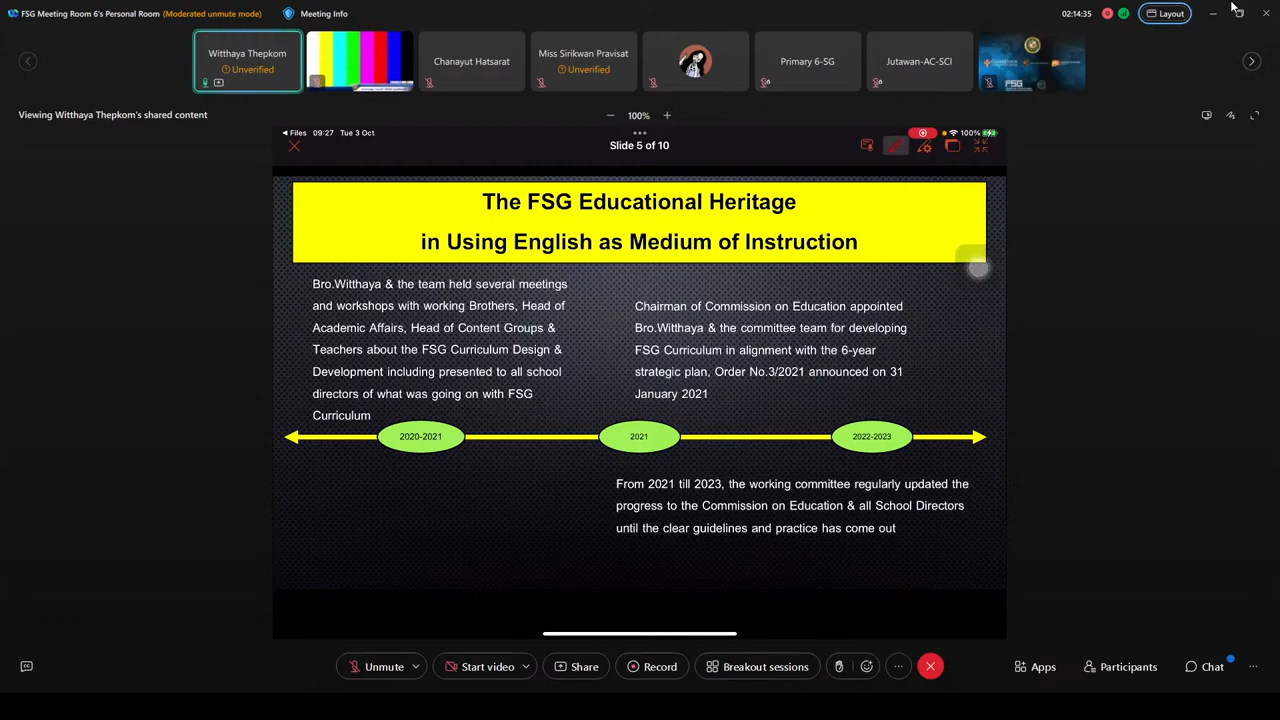 FSG Meeting Room 6's Personal Room (Moderated unmute mode)
Meeting Info
02:14:35
Layout
Witthaya Thepkom
Unverified
Chanayut Hatsarat
Miss Sirikwan Pravisat
Unverified
Primary 6-SG
Jutawan-AC-SCI
FSG
Viewing Witthaya Thepkom's shared content
100%
Files 09:27 Tue 3 Oct
100%
Slide 5 of 10
The FSG Educational Heritage
in Using English as Medium of Instruction
Bro.Witthaya & the team held several meetings
and workshops with working Brothers, Head of
Academic Affairs, Head of Content Groups &
Teachers about the FSG Curriculum Design &
Development including presented to all school
directors of what was going on with FSG
Curriculum
Chairman of Commission on Education appointed
Bro.Witthaya & the committee team for developing
FSG Curriculum in alignment with the 6-year
strategic plan, Order No.3/2021 announced on 31
January 2021
2020-2021
2021
2022-2023
From 2021 till 2023, the working committee regularly updated the
progress to the Commission on Education & all School Directors
until the clear guidelines and practice has come out
Unmute
Start video
Share
Record
Breakout sessions
Apps
Participants
Chat